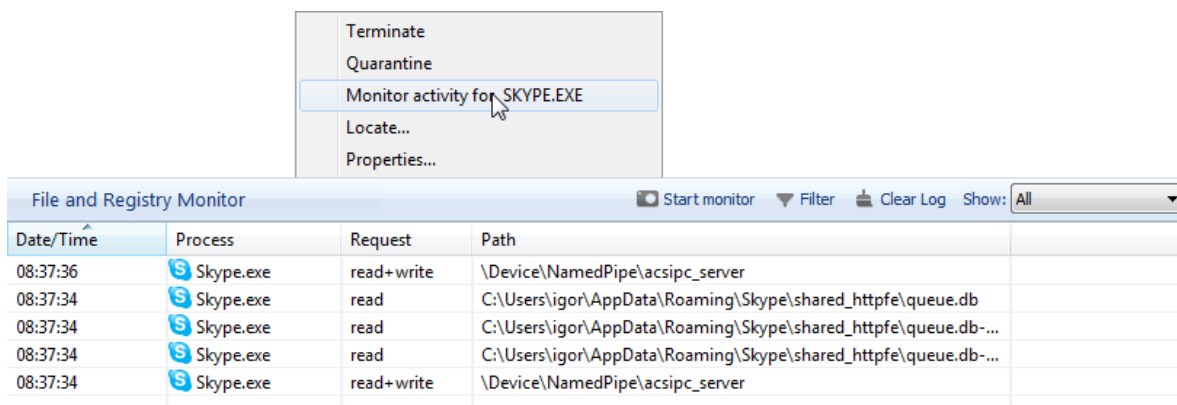 Terminate
Quarantine
Monitor activity for SKYPE.EXE
Locate...
Properties...
File and Registry Monitor Start monitor Filter Clear Log Show: All
Date/Time Process Request Path
08:37:36 Skype.exe read+write \Device\NamedPipe\acsipc_server
08:37:34 Skype.exe read C:\Users\igor\AppData\Roaming\Skype\shared_httpfe\queue.db
08:37:34 Skype.exe read C:\Users\igor\AppData\Roaming\Skype\shared_httpfe\queue.db-...
08:37:34 Skype.exe read C:\Users\igor\AppData\Roaming\Skype\shared_httpfe\queue.db-...
08:37:34 Skype.exe read+write \Device\NamedPipe\acsipc_server